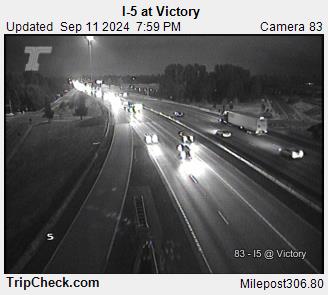 I-5 at Victory
Updated Sep 11 2024 7:59 PM Camera 83
T
S
83 - I5 @ Victory
TripCheck.com Milepost306.80